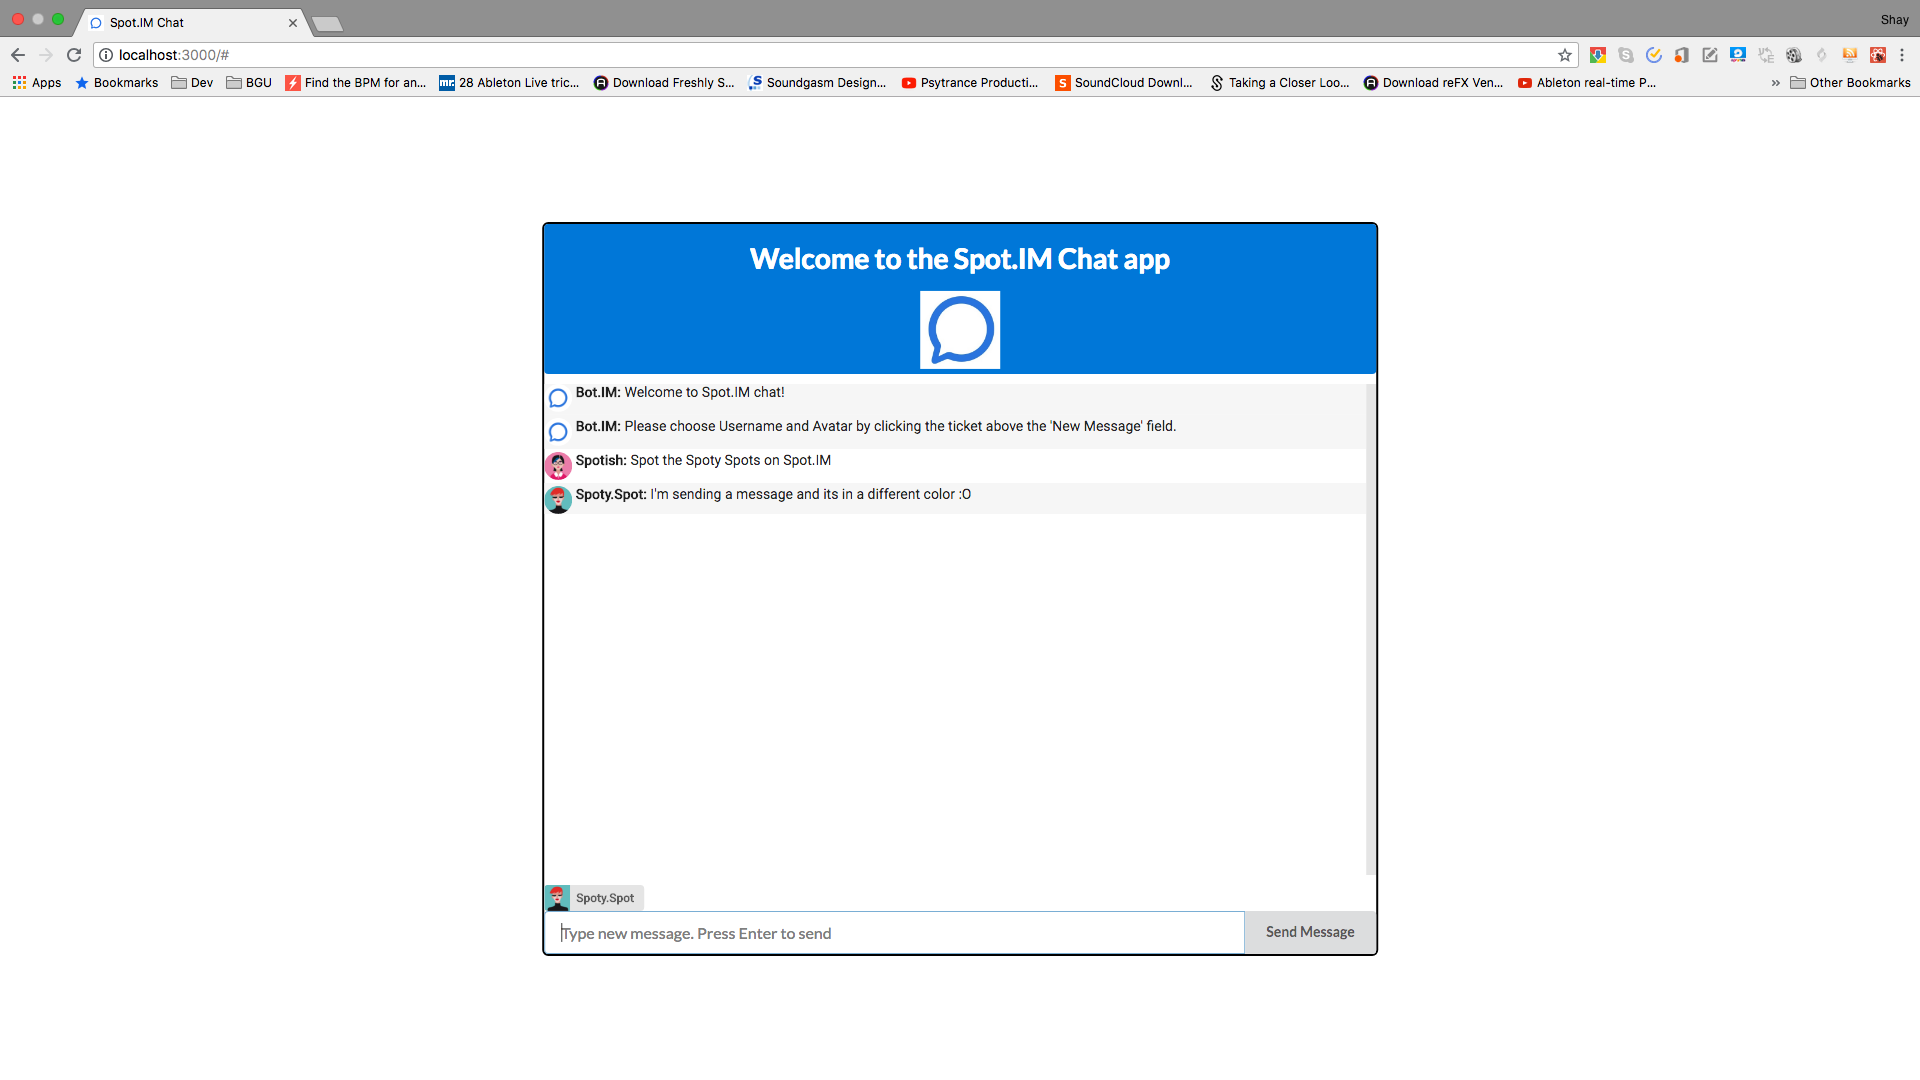 Spot.IM Chat
Shay
localhost:3000/#
Apps Bookmarks Dev BGU Find the BPM for an... 28 Ableton Live tric... Download Freshly S... Soundgasm Design... Psytrance Producti... SoundCloud Downl... Taking a Closer Loo... Download reFX Ven... Ableton real-time P... » Other Bookmarks
Welcome to the Spot.IM Chat app
Bot.IM: Welcome to Spot.IM chat!
Bot.IM: Please choose Username and Avatar by clicking the ticket above the 'New Message' field.
Spotish: Spot the Spoty Spots on Spot.IM
Spoty.Spot: I'm sending a message and its in a different color :O
Spoty.Spot
Type new message. Press Enter to send
Send Message